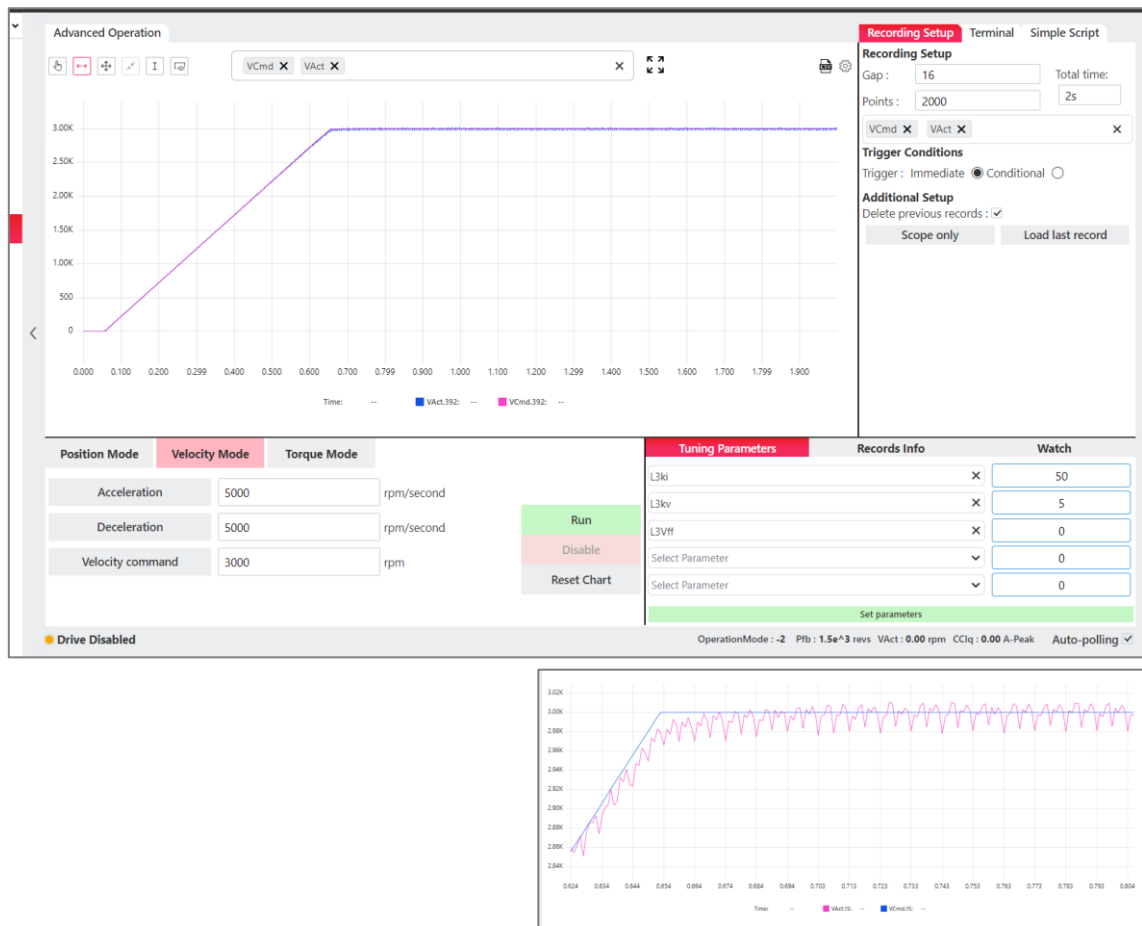 Advanced Operation
VCmd × VAct × ×
CSV
3.00K
2.50K
2.00K
1.50K
1.00K
500
0
0.000 0.100 0.200 0.299 0.400 0.500 0.600 0.700 0.800 0.900 1.000 1.100 1.200 1.299 1.400 1.500 1.600 1.700 1.799 1.900
Time: -- VAct.392: -- VCmd.392: --
Recording Setup Terminal Simple Script
Recording Setup
Gap : 16 Total time:
Points : 2000 2s
VCmd × VAct × ×
Trigger Conditions
Trigger : Immediate Conditional
Additional Setup
Delete previous records :
Scope only Load last record
Position Mode Velocity Mode Torque Mode
Acceleration 5000 rpm/second
Deceleration 5000 rpm/second
Velocity command 3000 rpm
Run
Disable
Reset Chart
Tuning Parameters Records Info Watch
L3ki × 50
L3kv × 5
L3Vff × 0
Select Parameter 0
Select Parameter 0
Set parameters
Drive Disabled OperationMode : -2 Pfb : 1.5e^3 revs VAct : 0.00 rpm CCIq : 0.00 A-Peak Auto-polling
3.02K
3.00K
2.98K
2.96K
2.94K
2.92K
2.90K
2.88K
2.86K
2.84K
0.624 0.634 0.644 0.654 0.664 0.674 0.684 0.694 0.703 0.713 0.723 0.733 0.743 0.753 0.763 0.773 0.783 0.793 0.804
Time: -- VAct.15: -- VCmd.15: --